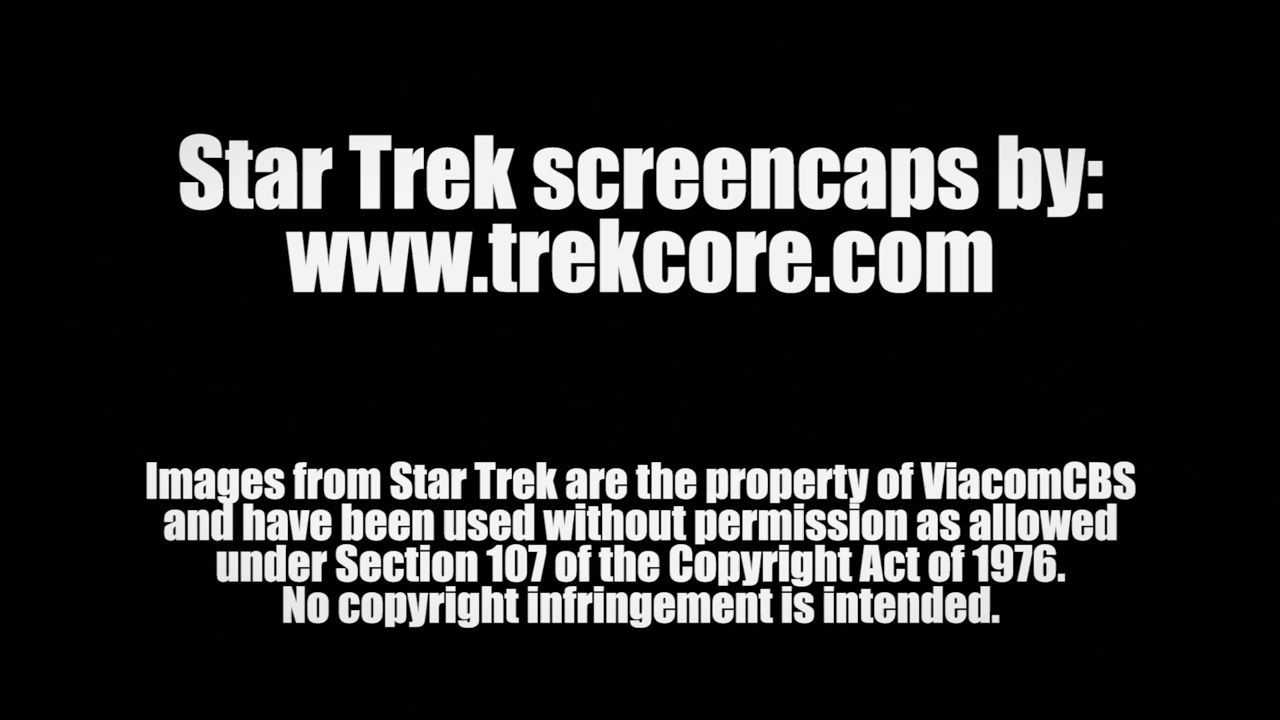 Star Trek screencaps by:
www.trekcore.com
Images from Star Trek are the property of ViacomCBS
and have been used without permission as allowed
under Section 107 of the Copyright Act of 1976.
No copyright infringement is intended.